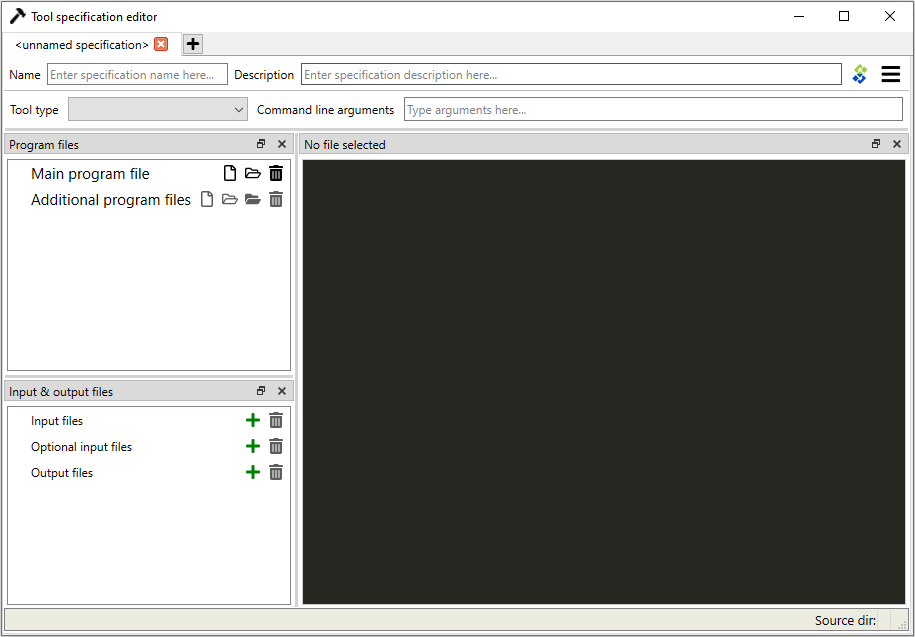 Tool specification editor
<unnamed specification>
Name Enter specification name here... Description Enter specification description here...
Tool type Command line arguments Type arguments here...
Program files
No file selected
Main program file
Additional program files
Input & output files
Input files
Optional input files
Output files
Source dir: